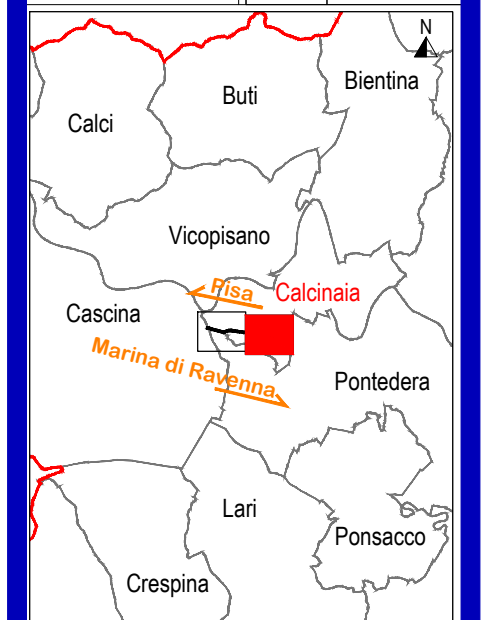 N
Bientina
Buti
Calci
Vicopisano
Pisa
Calcinaia
Cascina
Marina di Ravenna
Pontedera
Lari
Ponsacco
Crespina